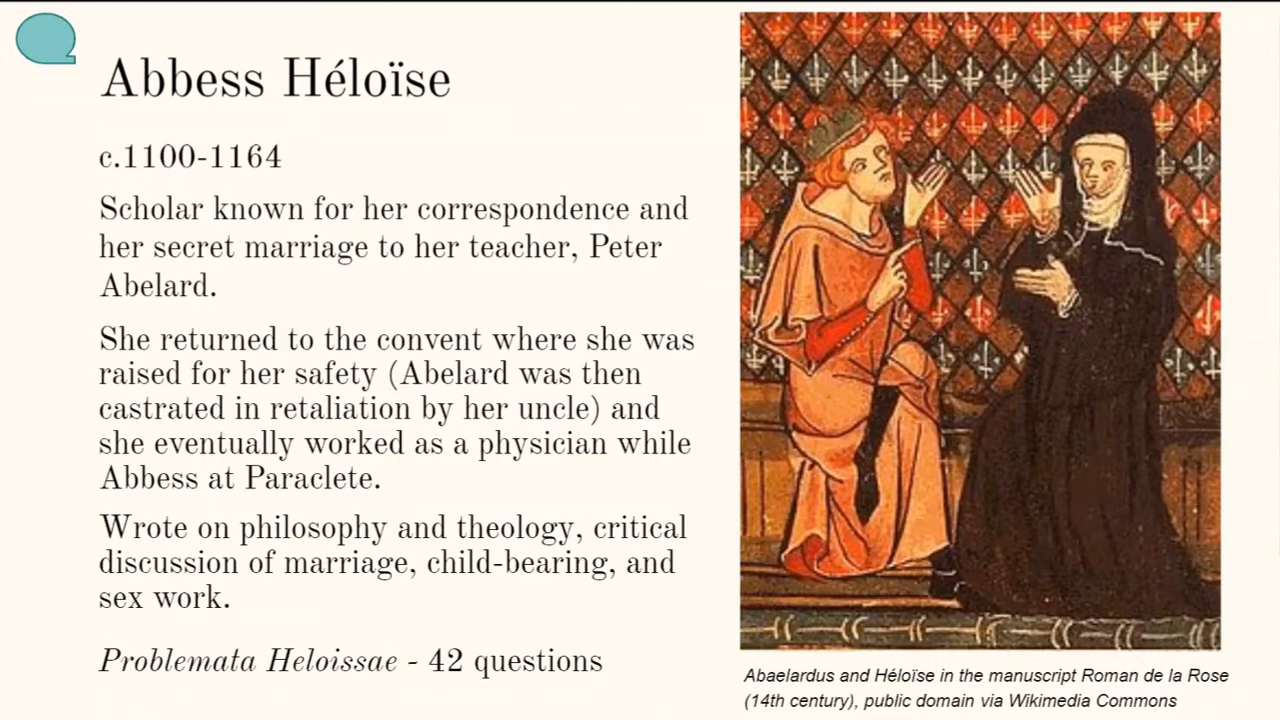 Abbess Héloïse
c.1100-1164
Scholar known for her correspondence and
her secret marriage to her teacher, Peter
Abelard.
She returned to the convent where she was
raised for her safety (Abelard was then
castrated in retaliation by her uncle) and
she eventually worked as a physician while
Abbess at Paraclete.
Wrote on philosophy and theology, critical
discussion of marriage, child-bearing, and
sex work.
Problemata Heloissae - 42 questions
Abaelardus and Héloïse in the manuscript Roman de la Rose
(14th century), public domain via Wikimedia Commons